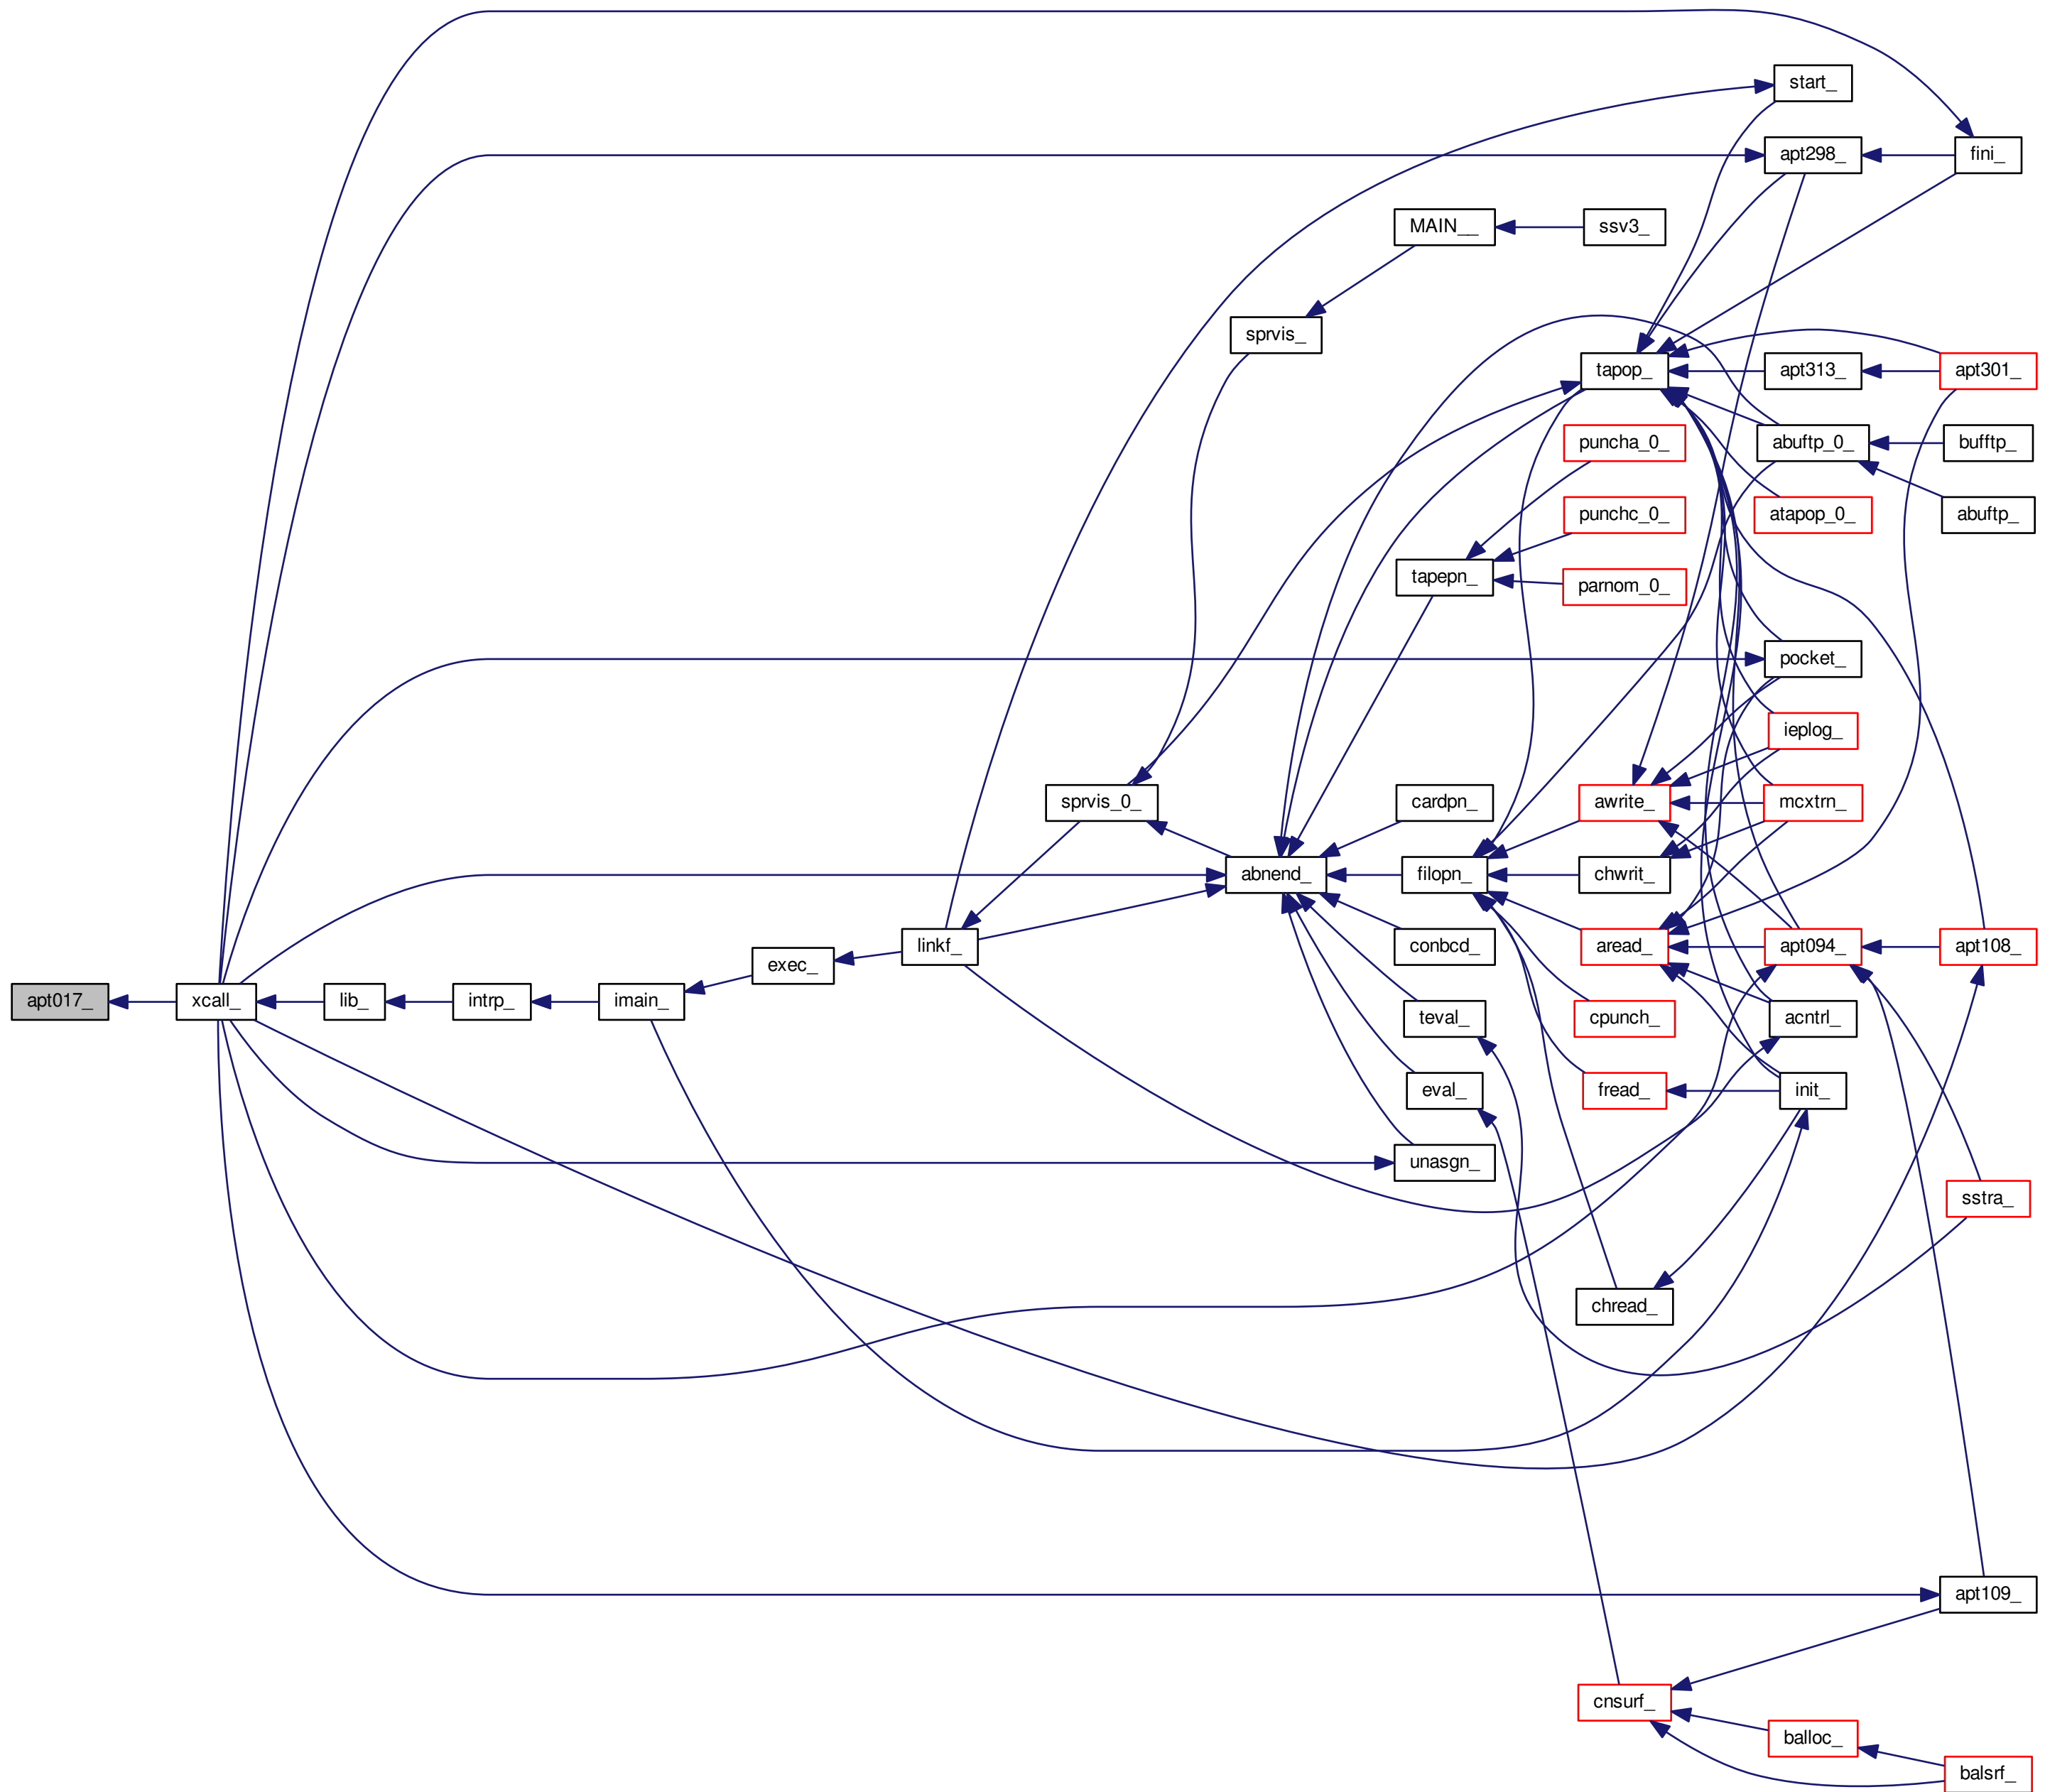 start_
apt298_
fini_
MAIN__
ssv3_
sprvis_
tapop_
apt313_
apt301_
puncha_0_
abuftp_0_
bufftp_
punchc_0_
atapop_0_
abuftp_
tapepn_
parnom_0_
pocket_
ieplog_
sprvis_0_
cardpn_
awrite_
mcxtrn_
abnend_
filopn_
chwrit_
linkf_
conbcd_
aread_
apt094_
apt108_
exec_
apt017_
xcall_
lib_
intrp_
imain_
teval_
cpunch_
acntrl_
eval_
fread_
init_
unasgn_
sstra_
chread_
apt109_
cnsurf_
balloc_
balsrf_